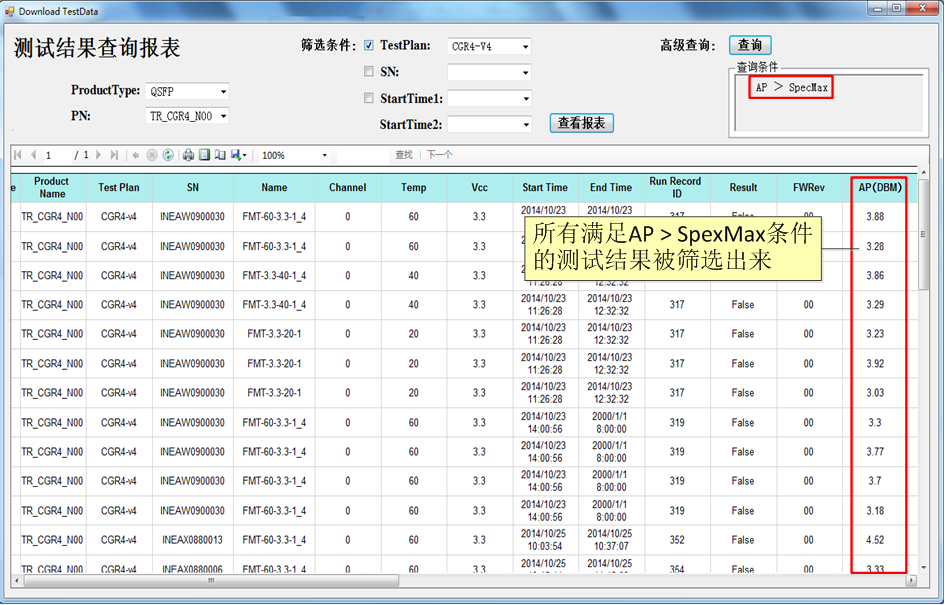 Download TestData
测试结果查询报表
筛选条件: TestPlan: CGR4-V4
高级查询: 查询
查询条件
AP > SpecMax
SN:
ProductType: QSFP
StartTime1:
PN: TR_CGR4_N00
StartTime2:
查看报表
1 / 1 100% 查找 | 下一个
e Product Name Test Plan SN Name Channel Temp Vcc Start Time End Time Run Record ID Result FWRev AP(DBM)
TR_CGR4_N00 CGR4-v4 INEAW0900030 FMT-60-3.3-1_4 0 60 3.3 2014/10/23 2014/10/23 317 False 00 3.88
所有满足AP > SpexMax条件
的测试结果被筛选出来
TR_CGR4_N00 CGR4-v4 INEAW0900030 FMT-60-3.3-1_4 0 60 3.3 3.28
TR_CGR4_N00 CGR4-v4 INEAW0900030 FMT-3.3-40-1_4 0 40 3.3 11:26:28 12:32:32 3.86
TR_CGR4_N00 CGR4-v4 INEAW0900030 FMT-3.3-40-1_4 0 40 3.3 2014/10/23 11:26:28 2014/10/23 12:32:32 317 False 00 3.29
TR_CGR4_N00 CGR4-v4 INEAW0900030 FMT-3.3-20-1 0 20 3.3 2014/10/23 11:26:28 2014/10/23 12:32:32 317 False 00 3.23
TR_CGR4_N00 CGR4-v4 INEAW0900030 FMT-3.3-20-1 0 20 3.3 2014/10/23 11:26:28 2014/10/23 12:32:32 317 False 00 3.92
TR_CGR4_N00 CGR4-v4 INEAW0900030 FMT-3.3-20-1 0 20 3.3 2014/10/23 11:26:28 2014/10/23 12:32:32 317 False 00 3.03
TR_CGR4_N00 CGR4-v4 INEAW0900030 FMT-60-3.3-1_4 0 60 3.3 2014/10/23 14:00:56 2000/1/1 8:00:00 319 False 00 3.3
TR_CGR4_N00 CGR4-v4 INEAW0900030 FMT-60-3.3-1_4 0 60 3.3 2014/10/23 14:00:56 2000/1/1 8:00:00 319 False 00 3.77
TR_CGR4_N00 CGR4-v4 INEAW0900030 FMT-60-3.3-1_4 0 60 3.3 2014/10/23 14:00:56 2000/1/1 8:00:00 319 False 00 3.7
TR_CGR4_N00 CGR4-v4 INEAW0900030 FMT-60-3.3-1_4 0 60 3.3 2014/10/23 14:00:56 2000/1/1 8:00:00 319 False 00 3.18
TR_CGR4_N00 CGR4-v4 INEAX0880013 FMT-60-3.3-1_4 0 60 3.3 2014/10/25 10:03:54 2014/10/25 10:37:07 352 False 00 4.52
TR_CGR4_N00 CGR4-v4 INEAX0880006 FMT-60-3.3-1_4 0 60 3.3 2014/10/25 2014/10/25 354 False 00 3.33